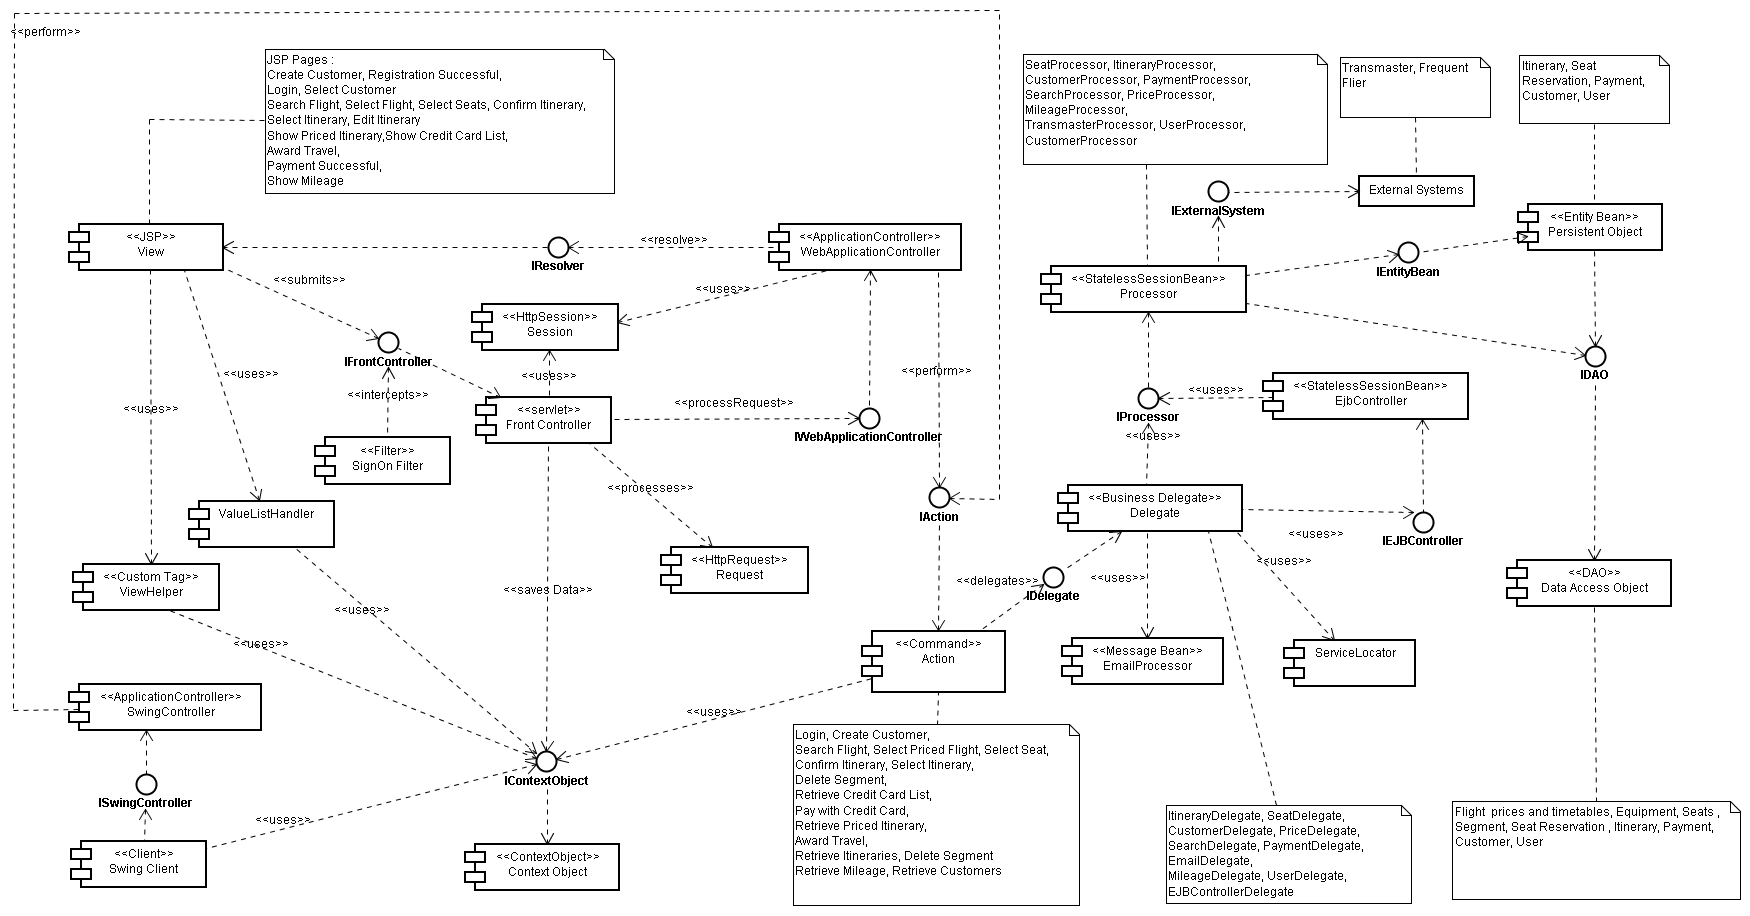 <<perform>>
JSP Pages :
Create Customer, Registration Successful,
Login, Select Customer
Search Flight, Select Flight, Select Seats, Confirm Itinerary,
Select Itinerary, Edit Itinerary
Show Priced Itinerary,Show Credit Card List,
Award Travel,
Payment Successful,
Show Mileage
SeatProcessor, ItineraryProcessor,
CustomerProcessor, PaymentProcessor,
SearchProcessor, PriceProcessor,
MileageProcessor,
TransmasterProcessor, UserProcessor,
CustomerProcessor
Transmaster, Frequent
Flier
Itinerary, Seat
Reservation, Payment,
Customer, User
External Systems
IExternalSystem
<<Entity Bean>>
Persistent Object
<<JSP>>
View
<<resolve>>
IResolver
<<ApplicationController>>
WebApplicationController
IEntityBean
<<submits>>
<<uses>>
<<StatelessSessionBean>>
Processor
<<HttpSession>>
Session
IFrontController
<<uses>>
<<uses>>
<<perform>>
IDAO
<<intercepts>>
<<uses>>
<<servlet>>
Front Controller
<<processRequest>>
IWebApplicationController
IProcessor
<<uses>>
<<StatelessSessionBean>>
EjbController
<<uses>>
<<Filter>>
SignOn Filter
<<processes>>
IAction
<<Business Delegate>>
Delegate
<<uses>>
IEJBController
ValueListHandler
<<HttpRequest>>
Request
<<uses>>
<<Custom Tag>>
ViewHelper
<<saves Data>>
<<delegates>>
IDelegate
<<uses>>
<<DAO>>
Data Access Object
<<uses>>
<<uses>>
<<Command>>
Action
<<Message Bean>>
EmailProcessor
ServiceLocator
<<ApplicationController>>
SwingController
<<uses>>
Login, Create Customer,
Search Flight, Select Priced Flight, Select Seat,
Confirm Itinerary, Select Itinerary,
Delete Segment,
Retrieve Credit Card List,
Pay with Credit Card,
Retrieve Priced Itinerary,
Award Travel,
Retrieve Itineraries, Delete Segment
Retrieve Mileage, Retrieve Customers
IContextObject
ISwingController
<<uses>>
ItineraryDelegate, SeatDelegate,
CustomerDelegate, PriceDelegate,
SearchDelegate, PaymentDelegate,
EmailDelegate,
MileageDelegate, UserDelegate,
EJBControllerDelegate
Flight prices and timetables, Equipment, Seats ,
Segment, Seat Reservation , Itinerary, Payment,
Customer, User
<<Client>>
Swing Client
<<ContextObject>>
Context Object